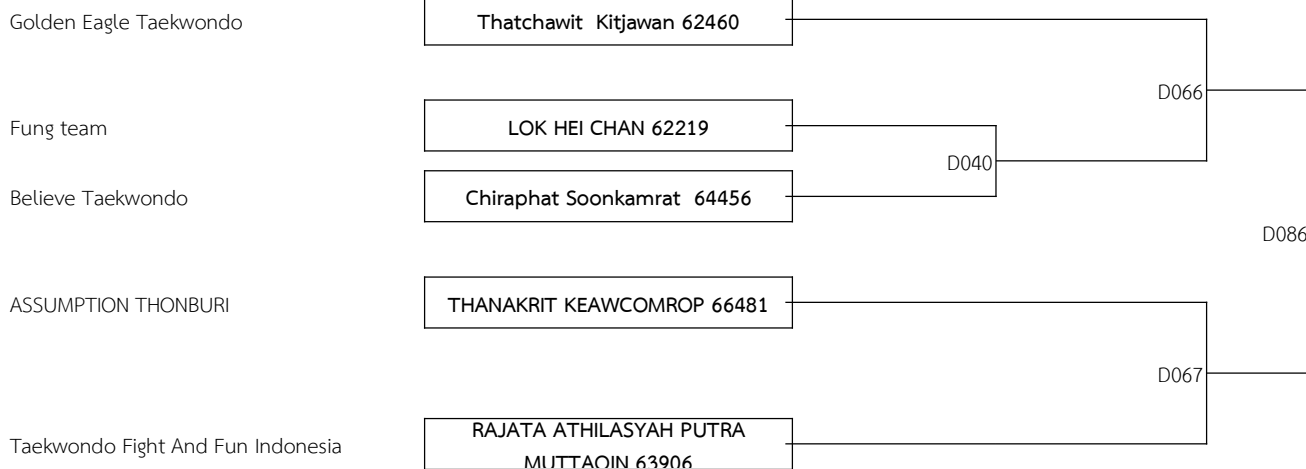 Golden Eagle Taekwondo
Thatchawit Kitjawan 62460
D066
Fung team
LOK HEI CHAN 62219
D040
Believe Taekwondo
Chiraphat Soonkamrat 64456
D086
ASSUMPTION THONBURI
THANAKRIT KEAWCOMROP 66481
D067
Taekwondo Fight And Fun Indonesia
RAJATA ATHILASYAH PUTRA
MUTTAQIN 63906